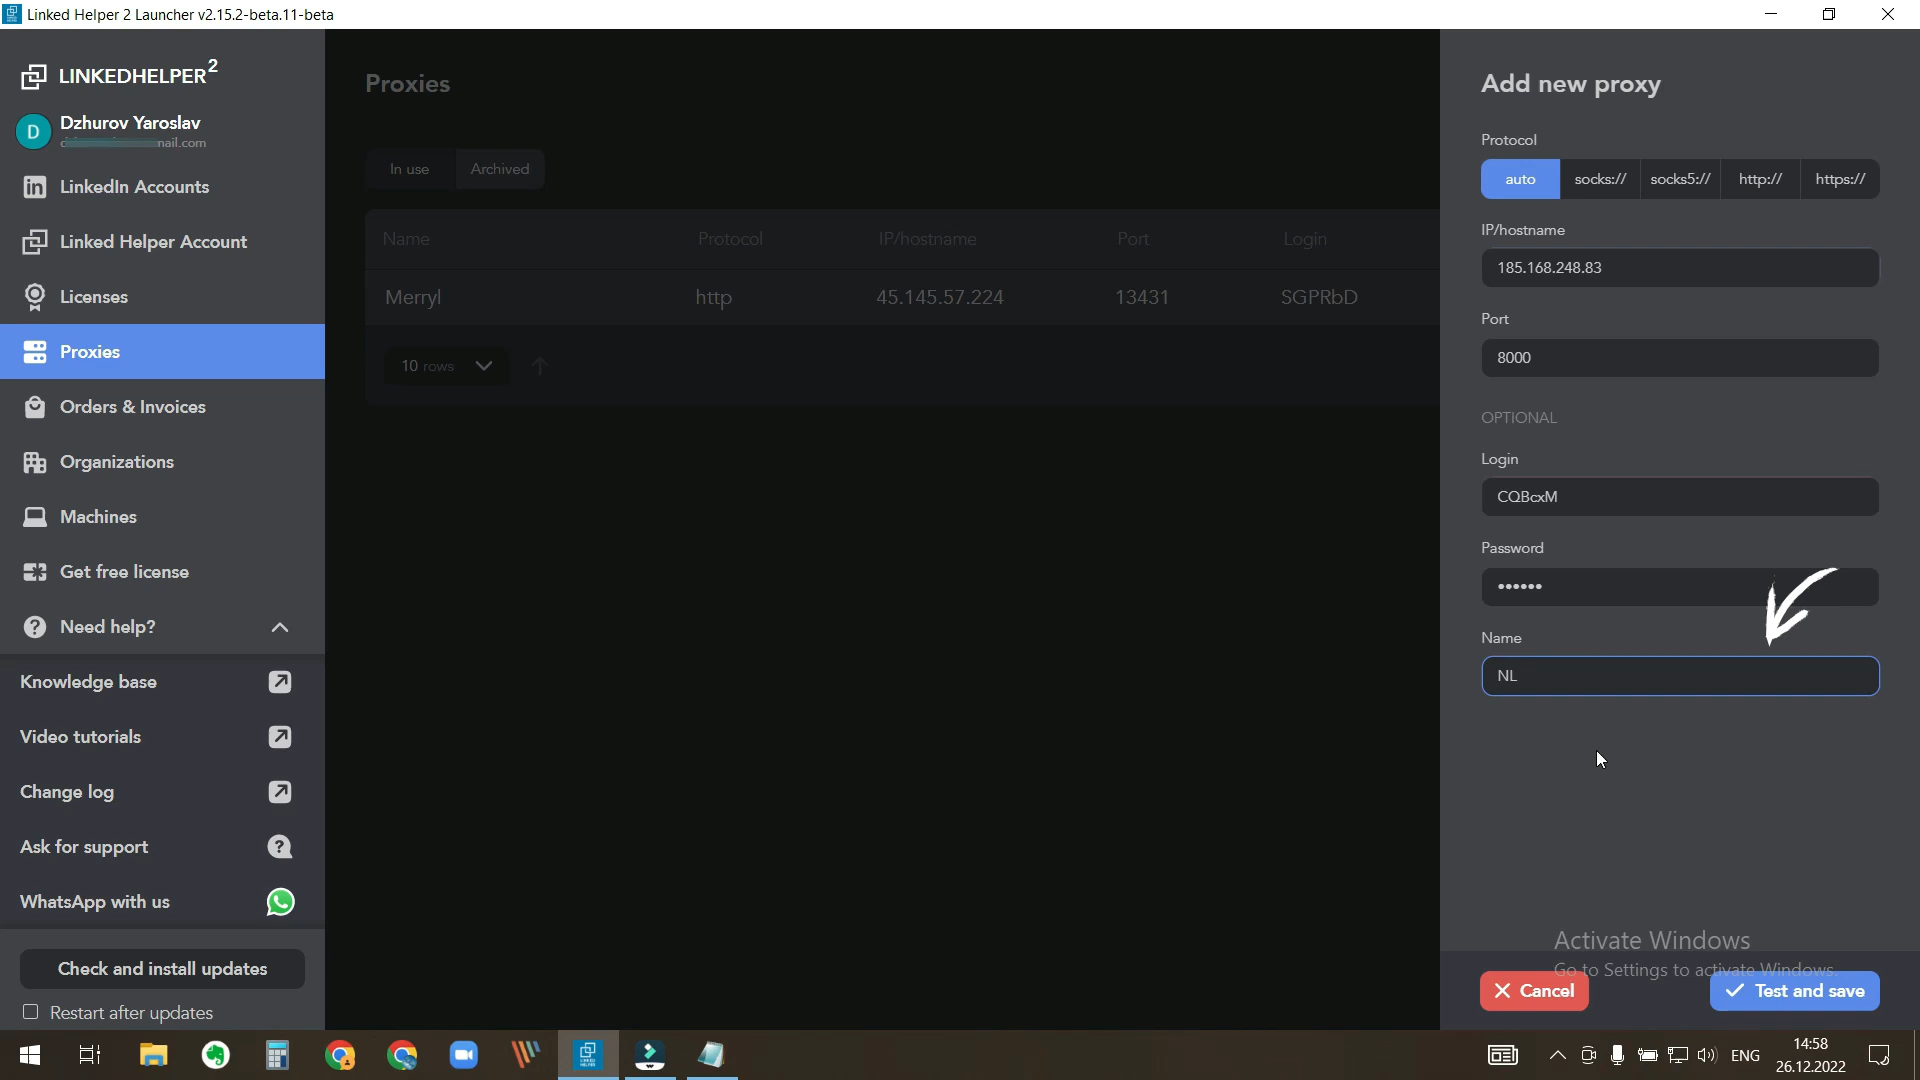 Linked Helper 2 Launcher v2.15.2-beta.11-beta
LINKEDHELPER2
D
Dzhurov Yaroslav
nail.com
LinkedIn Accounts
Linked Helper Account
Licenses
Proxies
Orders & Invoices
Organizations
Machines
Get free license
Need help?
Knowledge base
Video tutorials
Change log
Ask for support
WhatsApp with us
Check and install updates
Restart after updates
Proxies
In use Archived
Name Protocol IP/hostname Port Login
Merryl http 45.145.57.224 13431 SGPRbD
10 rows
Add new proxy
Protocol
auto socks:// socks5:// http:// https://
IP/hostname
185.168.248.83
Port
8000
OPTIONAL
Login
CQBcxM
Password
••••••
Name
NL
Activate Windows
Go to Settings to activate Windows.
Cancel Test and save
ENG
14:58
26.12.2022